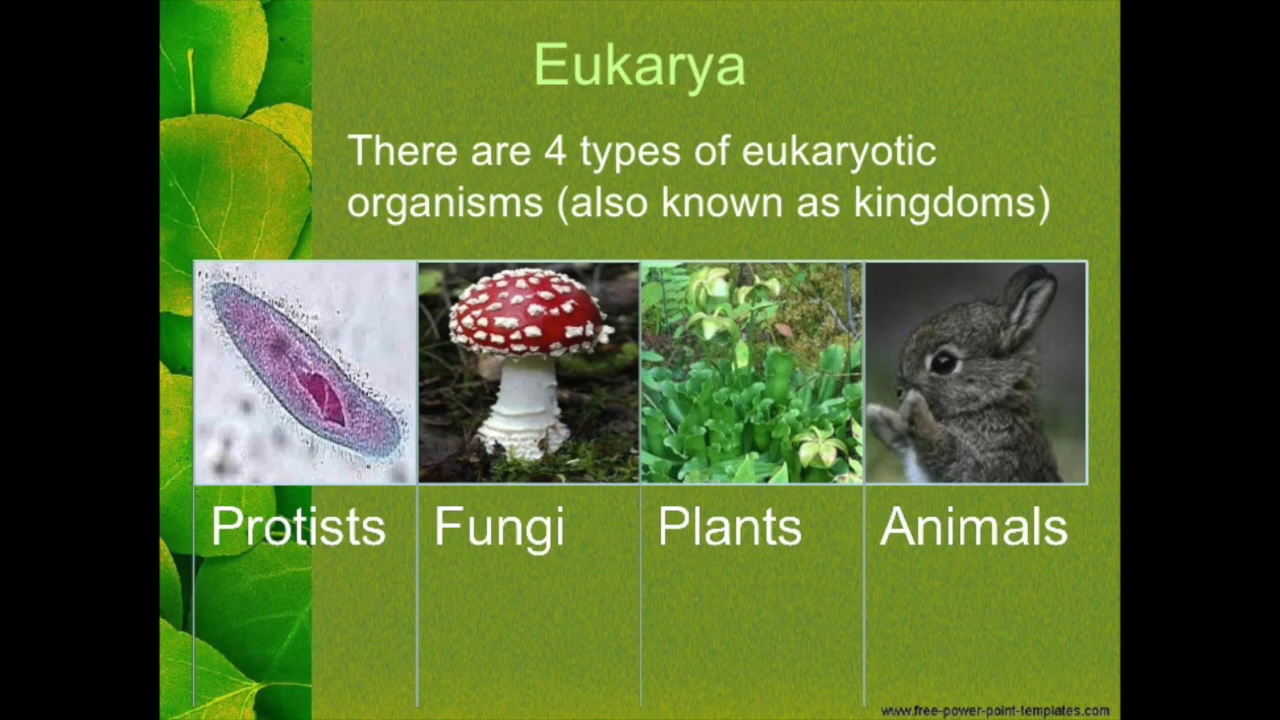 Eukarya
There are 4 types of eukaryotic
organisms (also known as kingdoms)
Protists
Fungi
Plants
Animals
www.free-power-point-templates.com